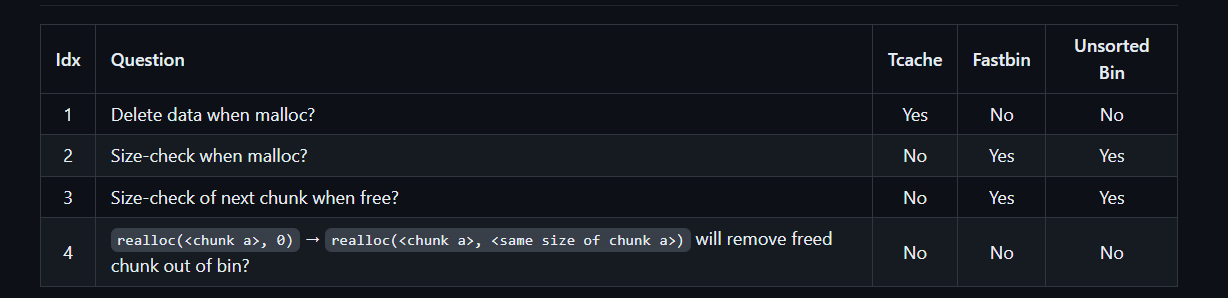 Idx Question Tcache Fastbin Unsorted
Bin
1 Delete data when malloc? Yes No No
2 Size-check when malloc? No Yes Yes
3 Size-check of next chunk when free? No Yes Yes
4 realloc(<chunk a>, 0) → realloc(<chunk a>, <same size of chunk a>) will remove freed
chunk out of bin? No No No